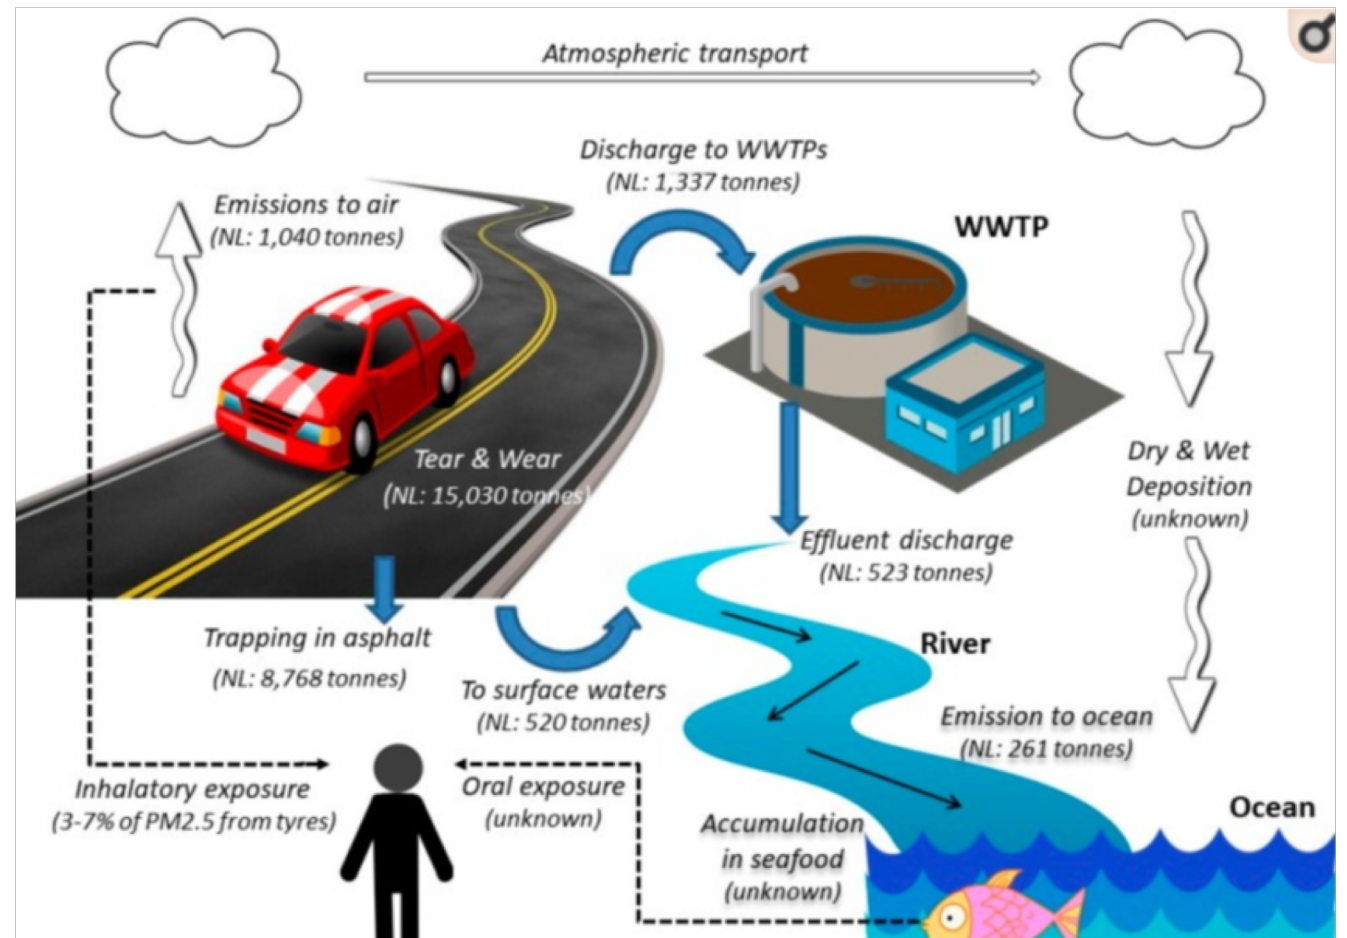 Atmospheric transport
Discharge to WWTPs
(NL: 1,337 tonnes)
Emissions to air
(NL: 1,040 tonnes)
WWTP
Tear & Wear
(NL: 15,030 tonnes)
Dry & Wet
Deposition
(unknown)
Effluent discharge
(NL: 523 tonnes)
Trapping in asphalt
(NL: 8,768 tonnes)
River
To surface waters
(NL: 520 tonnes)
Emission to ocean
(NL: 261 tonnes)
Inhalatory exposure
(3-7% of PM2.5 from tyres)
Oral exposure
(unknown)
Ocean
Accumulation
in seafood
(unknown)